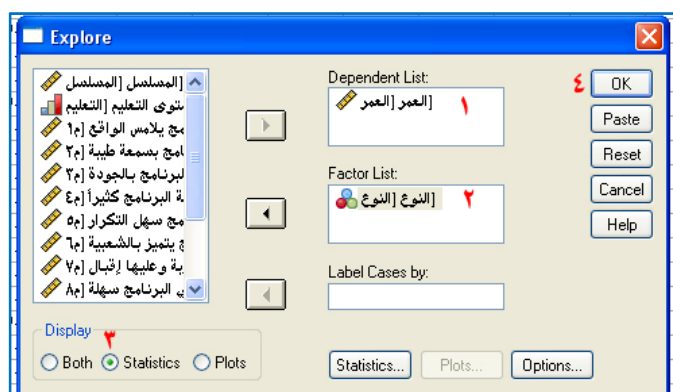 Explore
[المسلسل [المسلسل
ستوى التعليم [التعليم
مج يلامس الواقع [م١
امج بسمعة طيبة [م٢
لبرنامج بالجودة [م٣
ة البرنامج كثيراً [م٤
مج سهل التكرار [م٥
ج يتميز بالشعبية [م٦
ية وعليها إقبال [م٧
ي البرنامج سهلة [م٨
Dependent List:
[العمر [العمر
١
Factor List:
[النوع [النوع
٢
Label Cases by:
٤
OK
Paste
Reset
Cancel
Help
Display
٣
Both Statistics Plots
Statistics... Plots... Options...